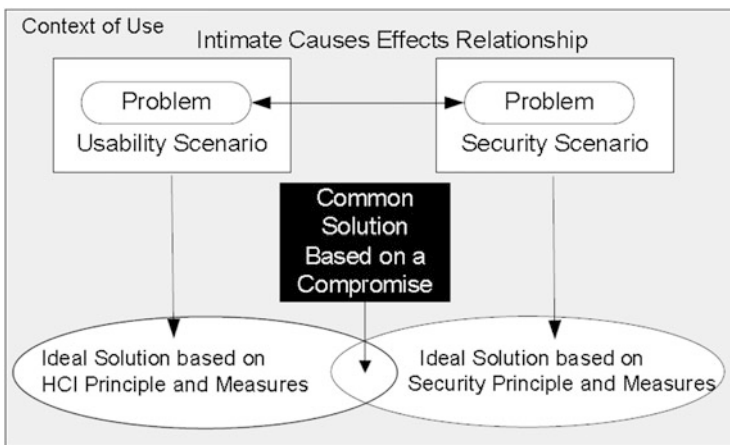 Context of Use
Intimate Causes Effects Relationship
Problem
Usability Scenario
Problem
Security Scenario
Common
Solution
Based on a
Compromise
Ideal Solution based on
HCI Principle and Measures
Ideal Solution based on
Security Principle and Measures